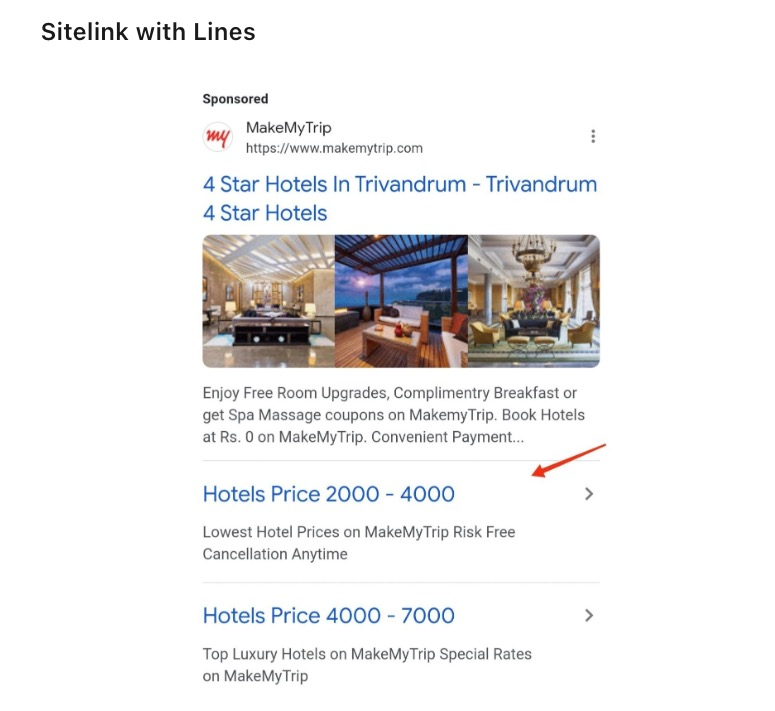 Sitelink with Lines
Sponsored
my
MakeMyTrip
https://www.makemytrip.com
4 Star Hotels In Trivandrum - Trivandrum
4 Star Hotels
Enjoy Free Room Upgrades, Complimentry Breakfast or
get Spa Massage coupons on MakemyTrip. Book Hotels
at Rs. 0 on MakeMyTrip. Convenient Payment...
Hotels Price 2000 - 4000
Lowest Hotel Prices on MakeMyTrip Risk Free
Cancellation Anytime
Hotels Price 4000 - 7000
Top Luxury Hotels on MakeMyTrip Special Rates
on MakeMyTrip